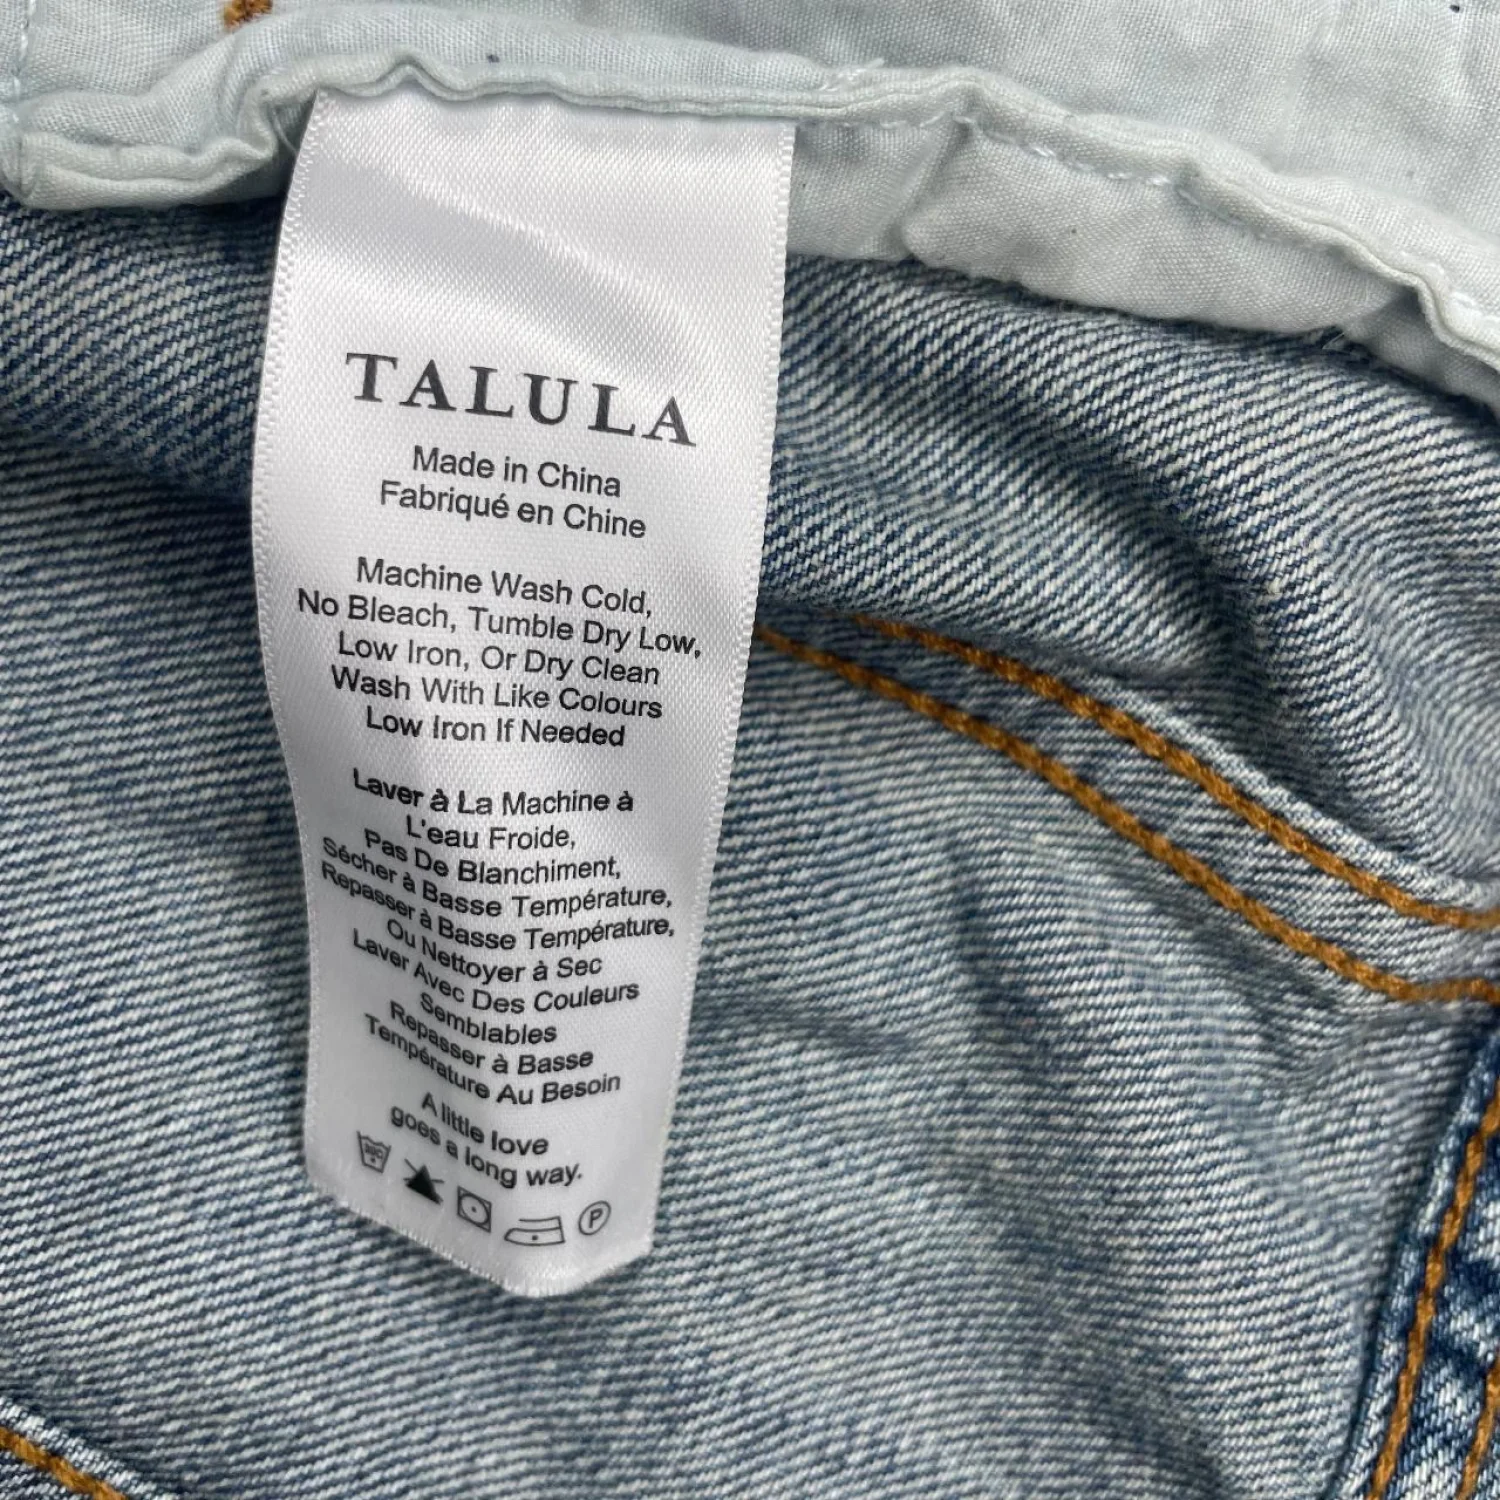 TALULA
Made in China
Fabriqué en Chine
Machine Wash Cold,
No Bleach, Tumble Dry Low,
Low Iron, Or Dry Clean
Wash With Like Colours
Low Iron If Needed
Laver à La Machine à
L'eau Froide,
Pas De Blanchiment,
Sécher à Basse Température,
Repasser à Basse Température,
Ou Nettoyer à Sec
Laver Avec Des Couleurs
Semblables
Repasser à Basse
Température Au Besoin
A little love
goes a long way.
P